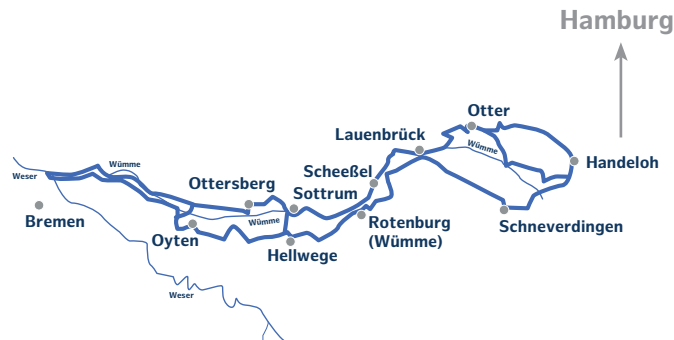 Hamburg
Otter
Lauenbrück
Wümme
Handeloh
Wümme
Weser
Scheeßel
Ottersberg
Sottrum
Bremen
Wümme
Rotenburg
(Wümme)
Schneverdingen
Oyten
Hellwege
Weser